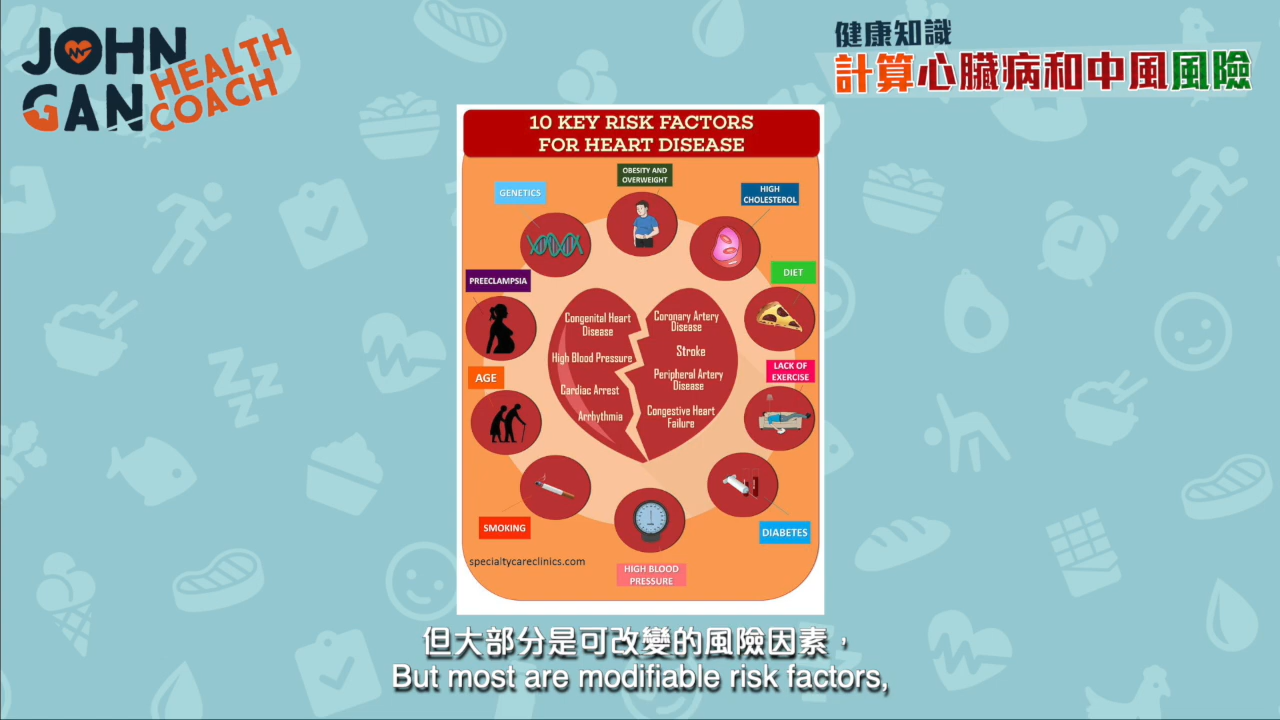 JOHN
GAN
HEALTH
COACH
健康知識
計算心臟病和中風風險
10 KEY RISK FACTORS
FOR HEART DISEASE
OBESITY AND
OVERWEIGHT
GENETICS
HIGH
CHOLESTEROL
PREECLAMPSIA
DIET
Congenital Heart
Disease
High Blood Pressure
Cardiac Arrest
Arrhythmia
Coronary Artery
Disease
Stroke
Peripheral Artery
Disease
Congestive Heart
Failure
AGE
LACK OF
EXERCISE
SMOKING
DIABETES
specialtycareclinics.com
HIGH BLOOD
PRESSURE
但大部分是可改變的風險因素，
But most are modifiable risk factors,